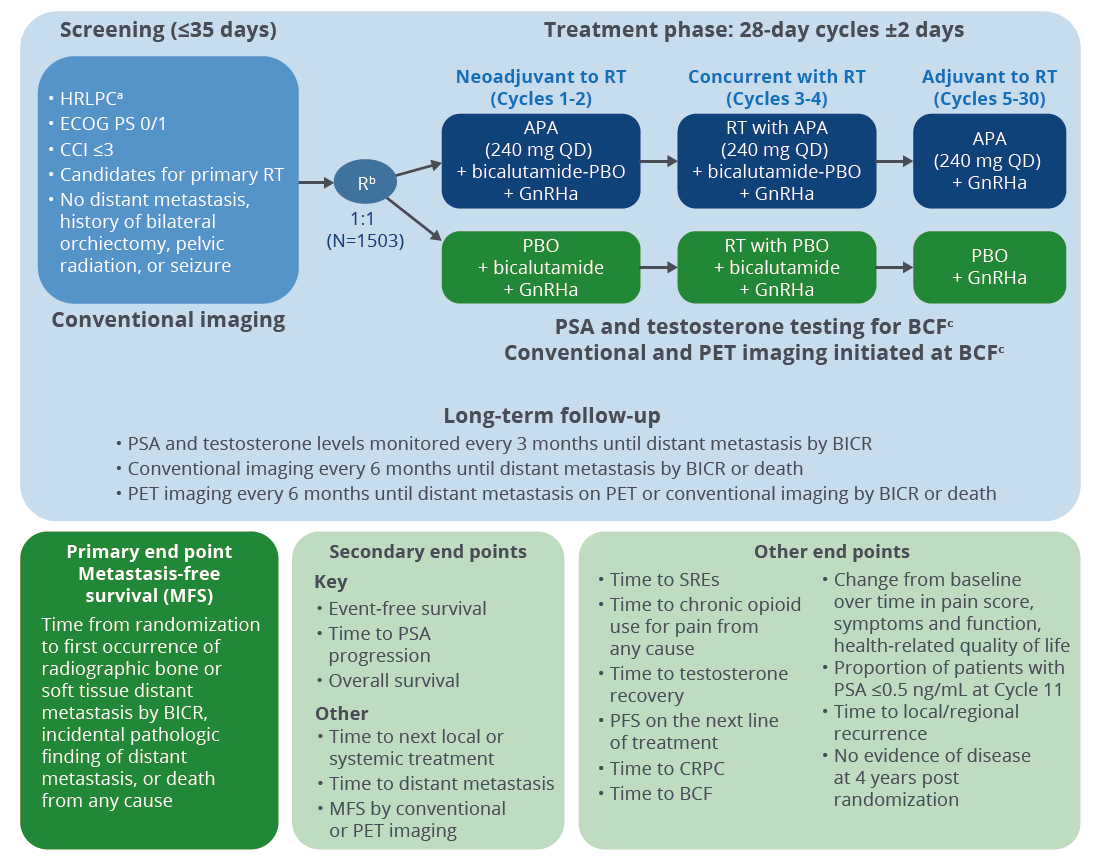 Screening (≤35 days)
• HRLPCᵃ
• ECOG PS 0/1
• CCI ≤3
• Candidates for primary RT
• No distant metastasis,
history of bilateral
orchiectomy, pelvic
radiation, or seizure
Conventional imaging
Rᵇ
1:1
(N=1503)
Treatment phase: 28-day cycles ±2 days
Neoadjuvant to RT
(Cycles 1-2)
Concurrent with RT
(Cycles 3-4)
Adjuvant to RT
(Cycles 5-30)
APA
(240 mg QD)
+ bicalutamide-PBO
+ GnRHa
RT with APA
(240 mg QD)
+ bicalutamide-PBO
+ GnRHa
APA
(240 mg QD)
+ GnRHa
PBO
+ bicalutamide
+ GnRHa
RT with PBO
+ bicalutamide
+ GnRHa
PBO
+ GnRHa
PSA and testosterone testing for BCFᶜ
Conventional and PET imaging initiated at BCFᶜ
Long-term follow-up
• PSA and testosterone levels monitored every 3 months until distant metastasis by BICR
• Conventional imaging every 6 months until distant metastasis by BICR or death
• PET imaging every 6 months until distant metastasis on PET or conventional imaging by BICR or death
Primary end point
Metastasis-free
survival (MFS)
Time from randomization
to first occurrence of
radiographic bone or
soft tissue distant
metastasis by BICR,
incidental pathologic
finding of distant
metastasis, or death
from any cause
Secondary end points
Key
• Event-free survival
• Time to PSA
progression
• Overall survival
Other
• Time to next local or
systemic treatment
• Time to distant metastasis
• MFS by conventional
or PET imaging
Other end points
• Time to SREs
• Time to chronic opioid
use for pain from
any cause
• Time to testosterone
recovery
• PFS on the next line
of treatment
• Time to CRPC
• Time to BCF
• Change from baseline
over time in pain score,
symptoms and function,
health-related quality of life
• Proportion of patients with
PSA ≤0.5 ng/mL at Cycle 11
• Time to local/regional
recurrence
• No evidence of disease
at 4 years post
randomization